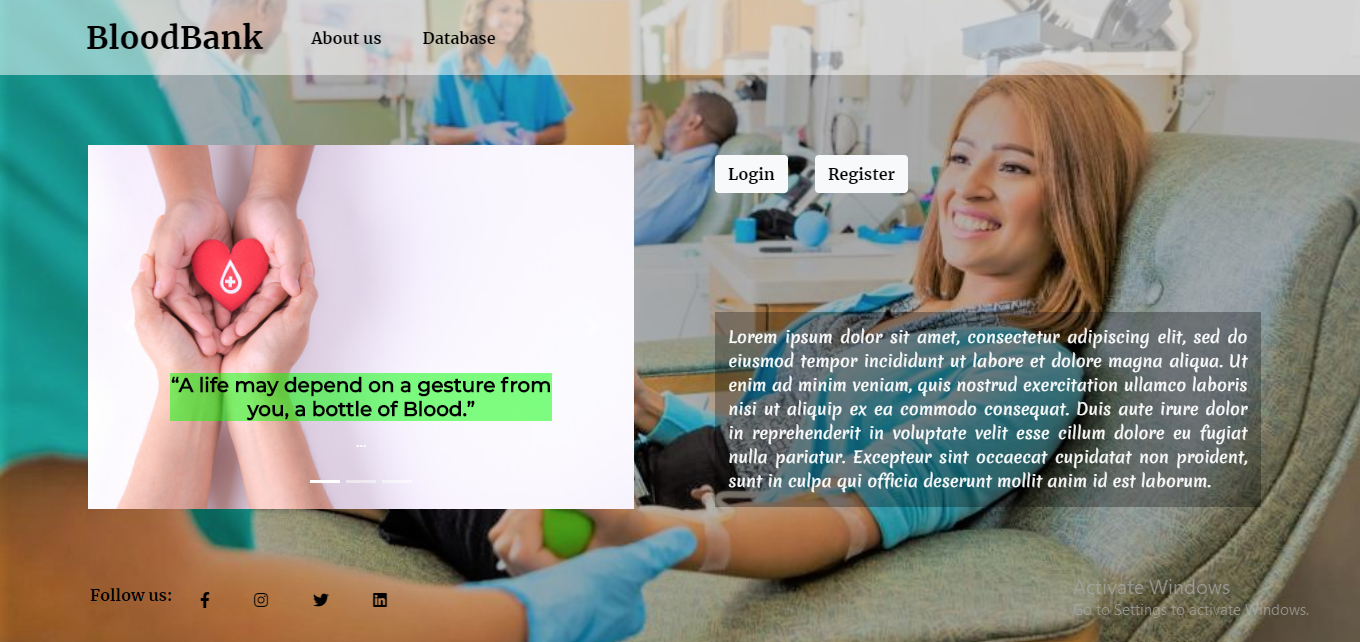 BloodBank
About us
Database
Login
Register
“A life may depend on a gesture from
you, a bottle of Blood.”
...
Lorem ipsum dolor sit amet, consectetur adipiscing elit, sed do
eiusmod tempor incididunt ut labore et dolore magna aliqua. Ut
enim ad minim veniam, quis nostrud exercitation ullamco laboris
nisi ut aliquip ex ea commodo consequat. Duis aute irure dolor
in reprehenderit in voluptate velit esse cillum dolore eu fugiat
nulla pariatur. Excepteur sint occaecat cupidatat non proident,
sunt in culpa qui officia deserunt mollit anim id est laborum.
Follow us:
Activate Windows
Go to Settings to activate Windows.